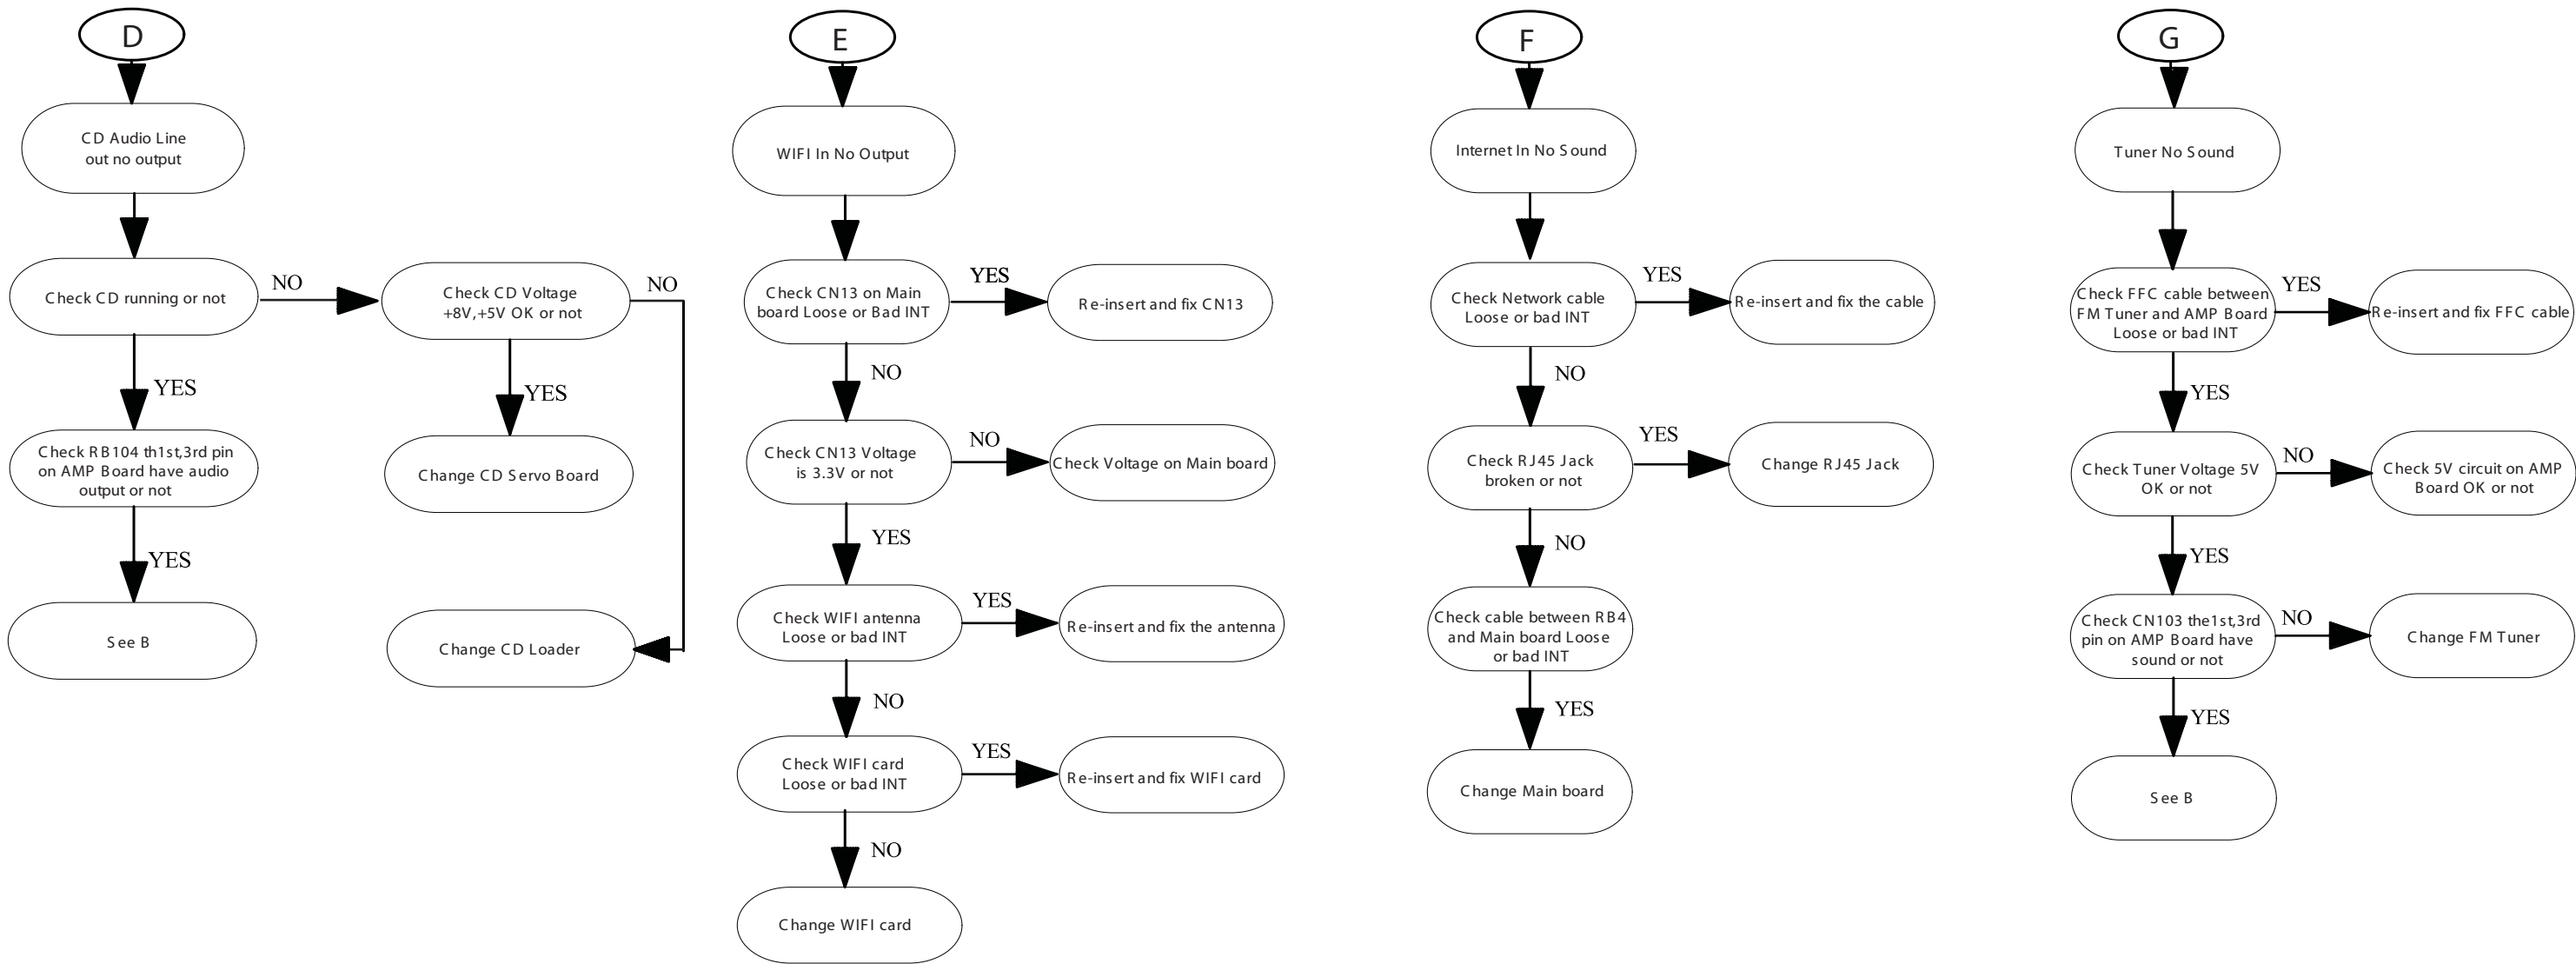 D
CD Audio Line
out no output
Check CD running or not
NO
Check CD Voltage
+8V,+5V OK or not
NO
YES
YES
Check RB104 th1st,3rd pin
on AMP Board have audio
output or not
Change CD Servo Board
YES
See B
Change CD Loader
E
WIFI In No Output
Check CN13 on Main
board Loose or Bad INT
YES
Re-insert and fix CN13
NO
Check CN13 Voltage
is 3.3V or not
NO
Check Voltage on Main board
YES
Check WIFI antenna
Loose or bad INT
YES
Re-insert and fix the antenna
NO
Check WIFI card
Loose or bad INT
YES
Re-insert and fix WIFI card
NO
Change WIFI card
F
Internet In No Sound
Check Network cable
Loose or bad INT
YES
Re-insert and fix the cable
NO
Check RJ45 Jack
broken or not
YES
Change RJ45 Jack
NO
Check cable between RB4
and Main board Loose
or bad INT
YES
Change Main board
G
Tuner No Sound
Check FFC cable between
FM Tuner and AMP Board
Loose or bad INT
YES
Re-insert and fix FFC cable
YES
Check Tuner Voltage 5V
OK or not
NO
Check 5V circuit on AMP
Board OK or not
YES
Check CN103 the1st,3rd
pin on AMP Board have
sound or not
NO
Change FM Tuner
YES
See B